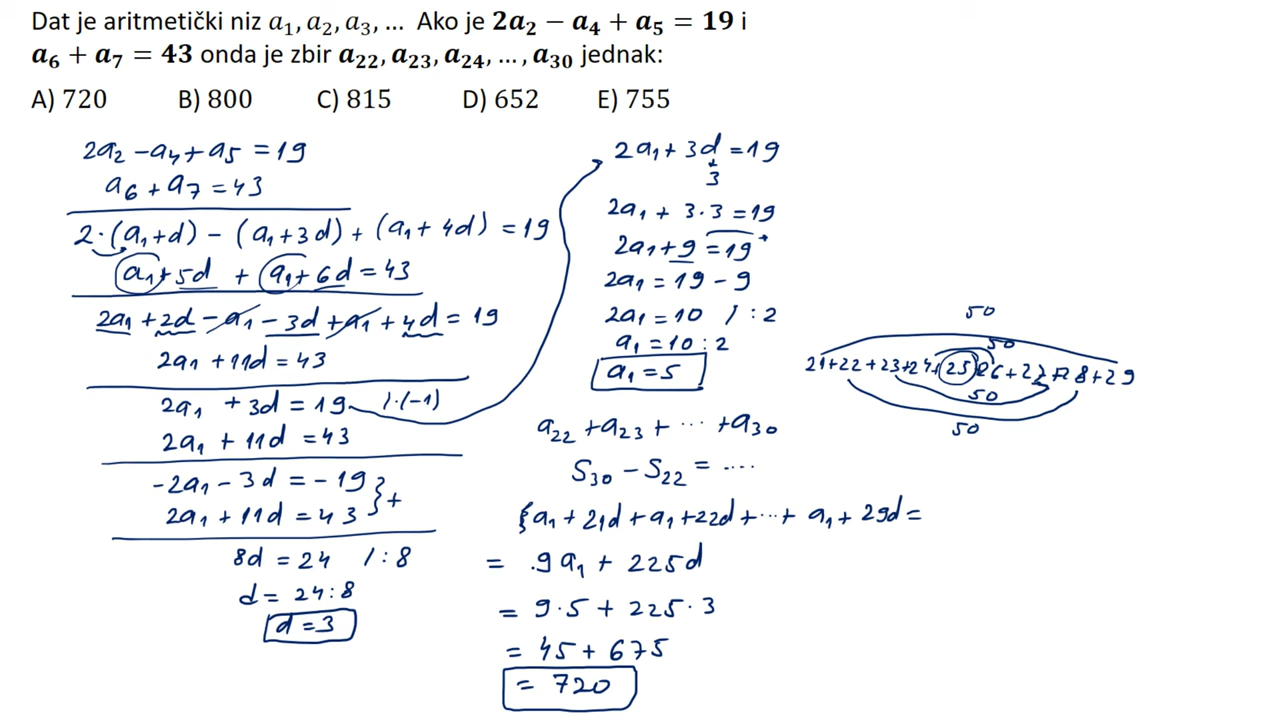 Dat je aritmetički niz a₁, a₂, a₃, ... Ako je 2a₂ − a₄ + a₅ = 19 i
a₆ + a₇ = 43 onda je zbir a₂₂, a₂₃, a₂₄, ..., a₃₀ jednak:
A) 720 B) 800 C) 815 D) 652 E) 755
2a₂ − a₄ + a₅ = 19
a₆ + a₇ = 43
2·(a₁+d) − (a₁+3d) + (a₁+4d) = 19
a₁+5d + a₁+6d = 43
2a₁ + 2d − a₁ − 3d + a₁ + 4d = 19
2a₁ + 11d = 43
2a₁ + 3d = 19 /·(−1)
2a₁ + 11d = 43
−2a₁ − 3d = −19 } +
2a₁ + 11d = 43
8d = 24 / : 8
d = 24:8
d = 3
2a₁ + 3d = 19
3
2a₁ + 3·3 = 19
2a₁ + 9 = 19
2a₁ = 19 − 9
2a₁ = 10 / : 2
a₁ = 10 : 2
a₁ = 5
50
50
21+22+23+24+25+26+27+28+29
50
50
a₂₂ + a₂₃ + ... + a₃₀
S₃₀ − S₂₂ = ....
a₁ + 21d + a₁ + 22d + ... + a₁ + 29d =
= 9a₁ + 225d
= 9·5 + 225·3
= 45 + 675
= 720